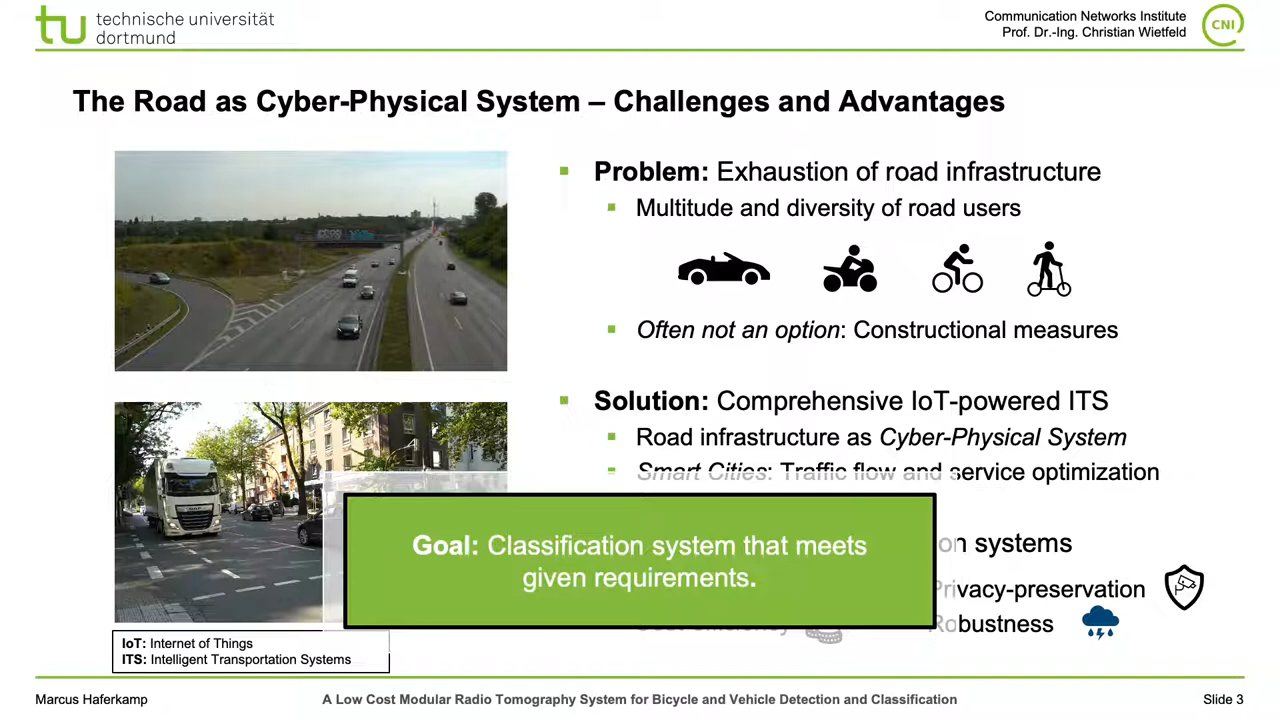 technische universität
dortmund
Communication Networks Institute
Prof. Dr.-Ing. Christian Wietfeld
CNI
The Road as Cyber-Physical System – Challenges and Advantages
Problem: Exhaustion of road infrastructure
Multitude and diversity of road users
Often not an option: Constructional measures
Solution: Comprehensive IoT-powered ITS
Road infrastructure as Cyber-Physical System
Smart Cities: Traffic flow and service optimization
on systems
Goal: Classification system that meets
given requirements.
Privacy-preservation
Robustness
IoT: Internet of Things
ITS: Intelligent Transportation Systems
Marcus Haferkamp
A Low Cost Modular Radio Tomography System for Bicycle and Vehicle Detection and Classification
Slide 3